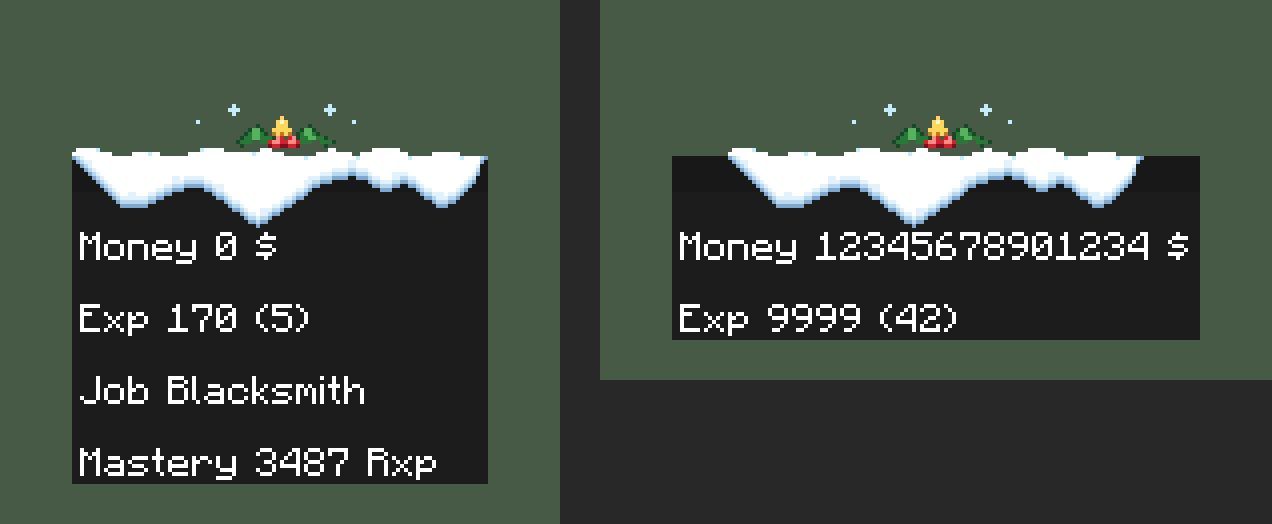 Money 0 $
Exp 170 (5)
Job Blacksmith
Mastery 3487 Rxp
Money 12345678901234 $
Exp 9999 (42)